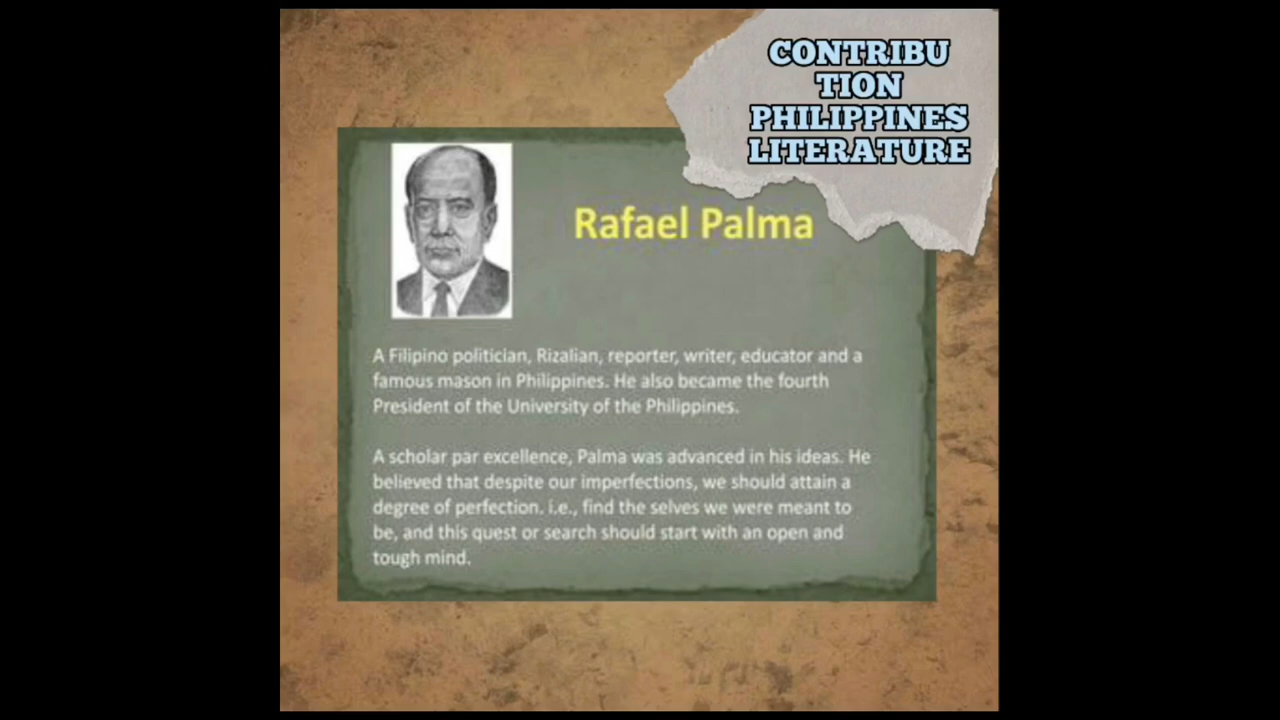 CONTRIBU
TION
PHILIPPINES
LITERATURE
Rafael Palma
A Filipino politician, Rizalian, reporter, writer, educator and a
famous mason in Philippines. He also became the fourth
President of the University of the Philippines.
A scholar par excellence, Palma was advanced in his ideas. He
believed that despite our imperfections, we should attain a
degree of perfection. i.e., find the selves we were meant to
be, and this quest or search should start with an open and
tough mind.